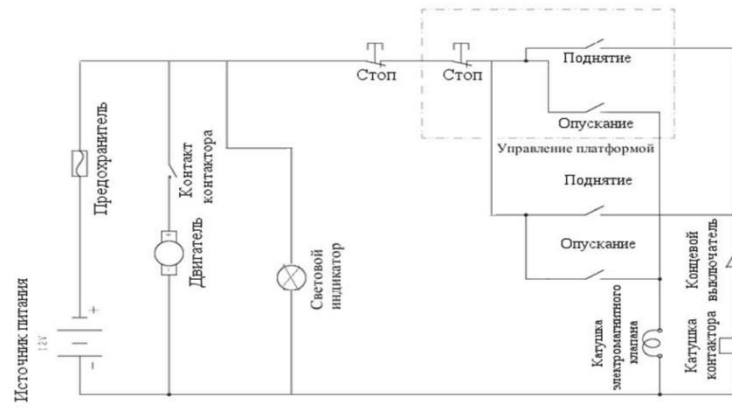 Стоп
Стоп
Поднятие
Опускание
Управление платформой
Поднятие
Опускание
Предохранитель
Контакт
контактора
Двигатель
Световой
индикатор
Источник питания
12V
+
−
Катушка
электромагнитного
клапана
Концевой
выключатель
Катушка
контактора